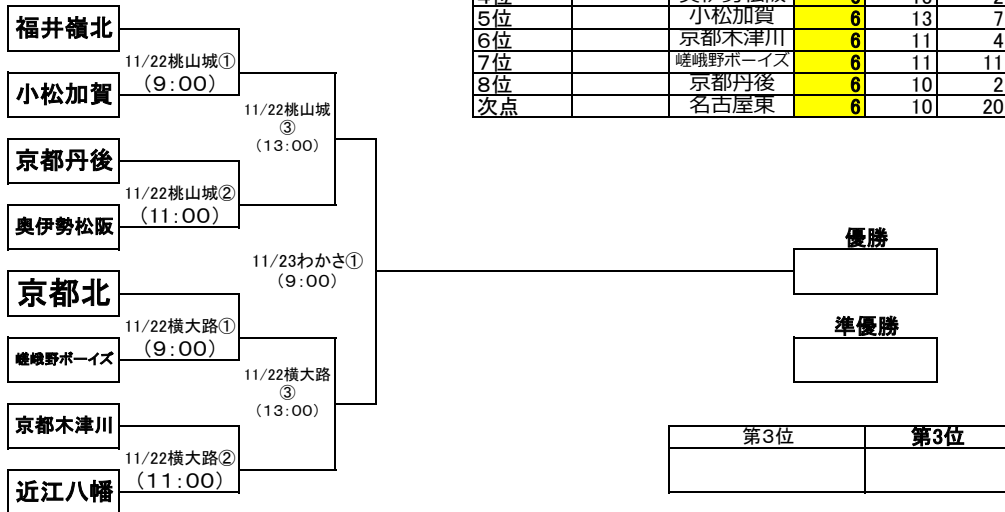 5位 小松加賀 6 13 7
6位 京都木津川 6 11 4
7位 嵯峨野ボーイズ 6 11 11
8位 京都丹後 6 10 2
次点 名古屋東 6 10 20
福井嶺北
11/22桃山城①
(9:00)
小松加賀
11/22桃山城
③
(13:00)
京都丹後
11/22桃山城②
(11:00)
奥伊勢松阪
11/23わかさ①
(9:00)
優勝
京都北
11/22横大路①
(9:00)
嵯峨野ボーイズ
準優勝
11/22横大路
③
(13:00)
京都木津川
11/22横大路②
(11:00)
近江八幡
第3位 第3位